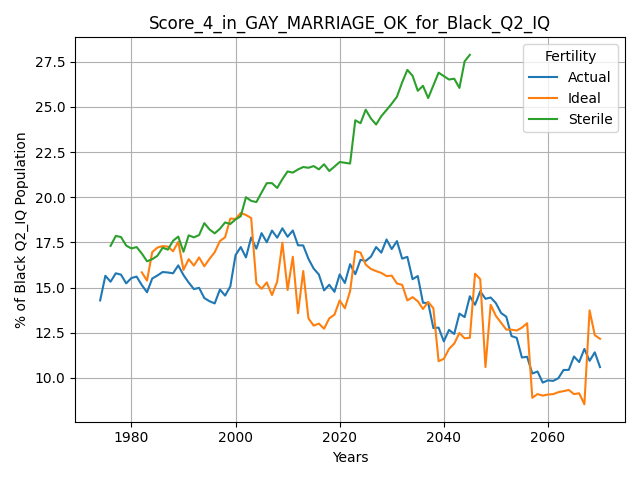 Score_4_in_GAY_MARRIAGE_OK_for_Black_Q2_IQ
% of Black Q2_IQ Population
27.5
25.0
22.5
20.0
17.5
15.0
12.5
10.0
Fertility
Actual
Ideal
Sterile
1980
2000
2020
2040
2060
Years